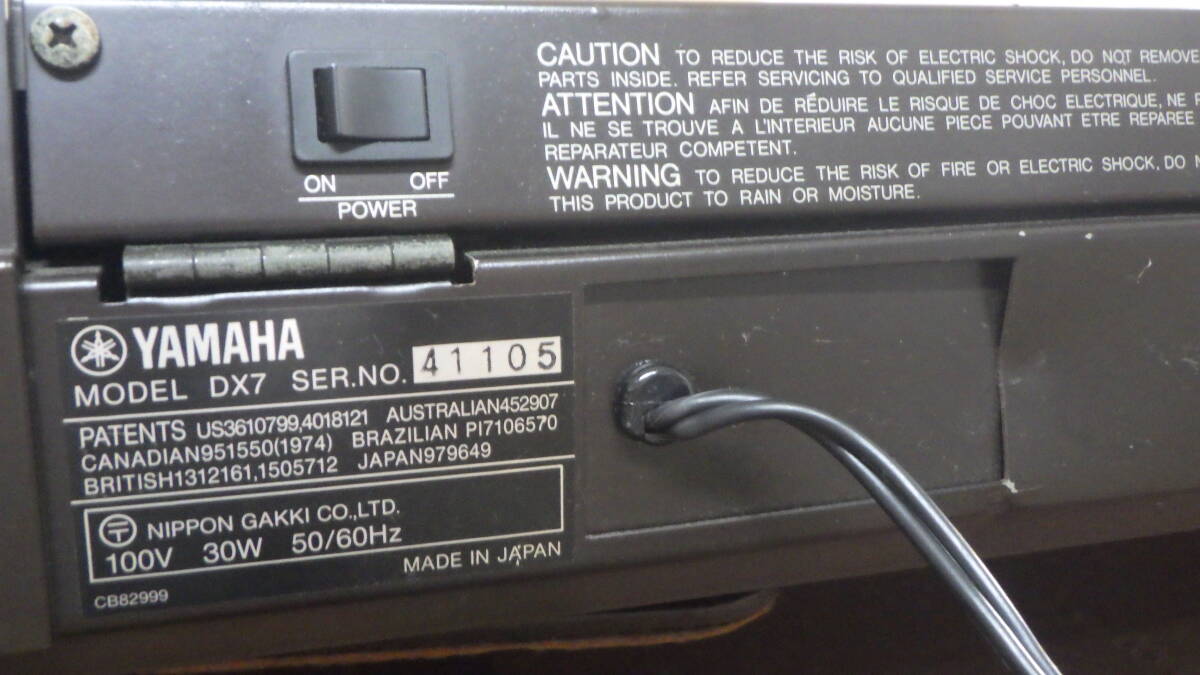 CAUTION TO REDUCE THE RISK OF ELECTRIC SHOCK, DO NOT REMOVE
PARTS INSIDE. REFER SERVICING TO QUALIFIED SERVICE PERSONNEL.
ATTENTION AFIN DE RÉDUIRE LE RISQUE DE CHOC ELECTRIQUE, NE
IL NE SE TROUVE A L'INTERIEUR AUCUNE PIECE POUVANT ETRE REPAREE
REPARATEUR COMPETENT.
WARNING TO REDUCE THE RISK OF FIRE OR ELECTRIC SHOCK, DO
THIS PRODUCT TO RAIN OR MOISTURE.
ON OFF
POWER
YAMAHA
MODEL DX7 SER.NO. 41105
PATENTS US3610799,4018121 AUSTRALIAN452907
CANADIAN951550(1974) BRAZILIAN PI7106570
BRITISH1312161,1505712 JAPAN979649
NIPPON GAKKI CO.,LTD.
100V 30W 50/60Hz
MADE IN JAPAN
CB82999